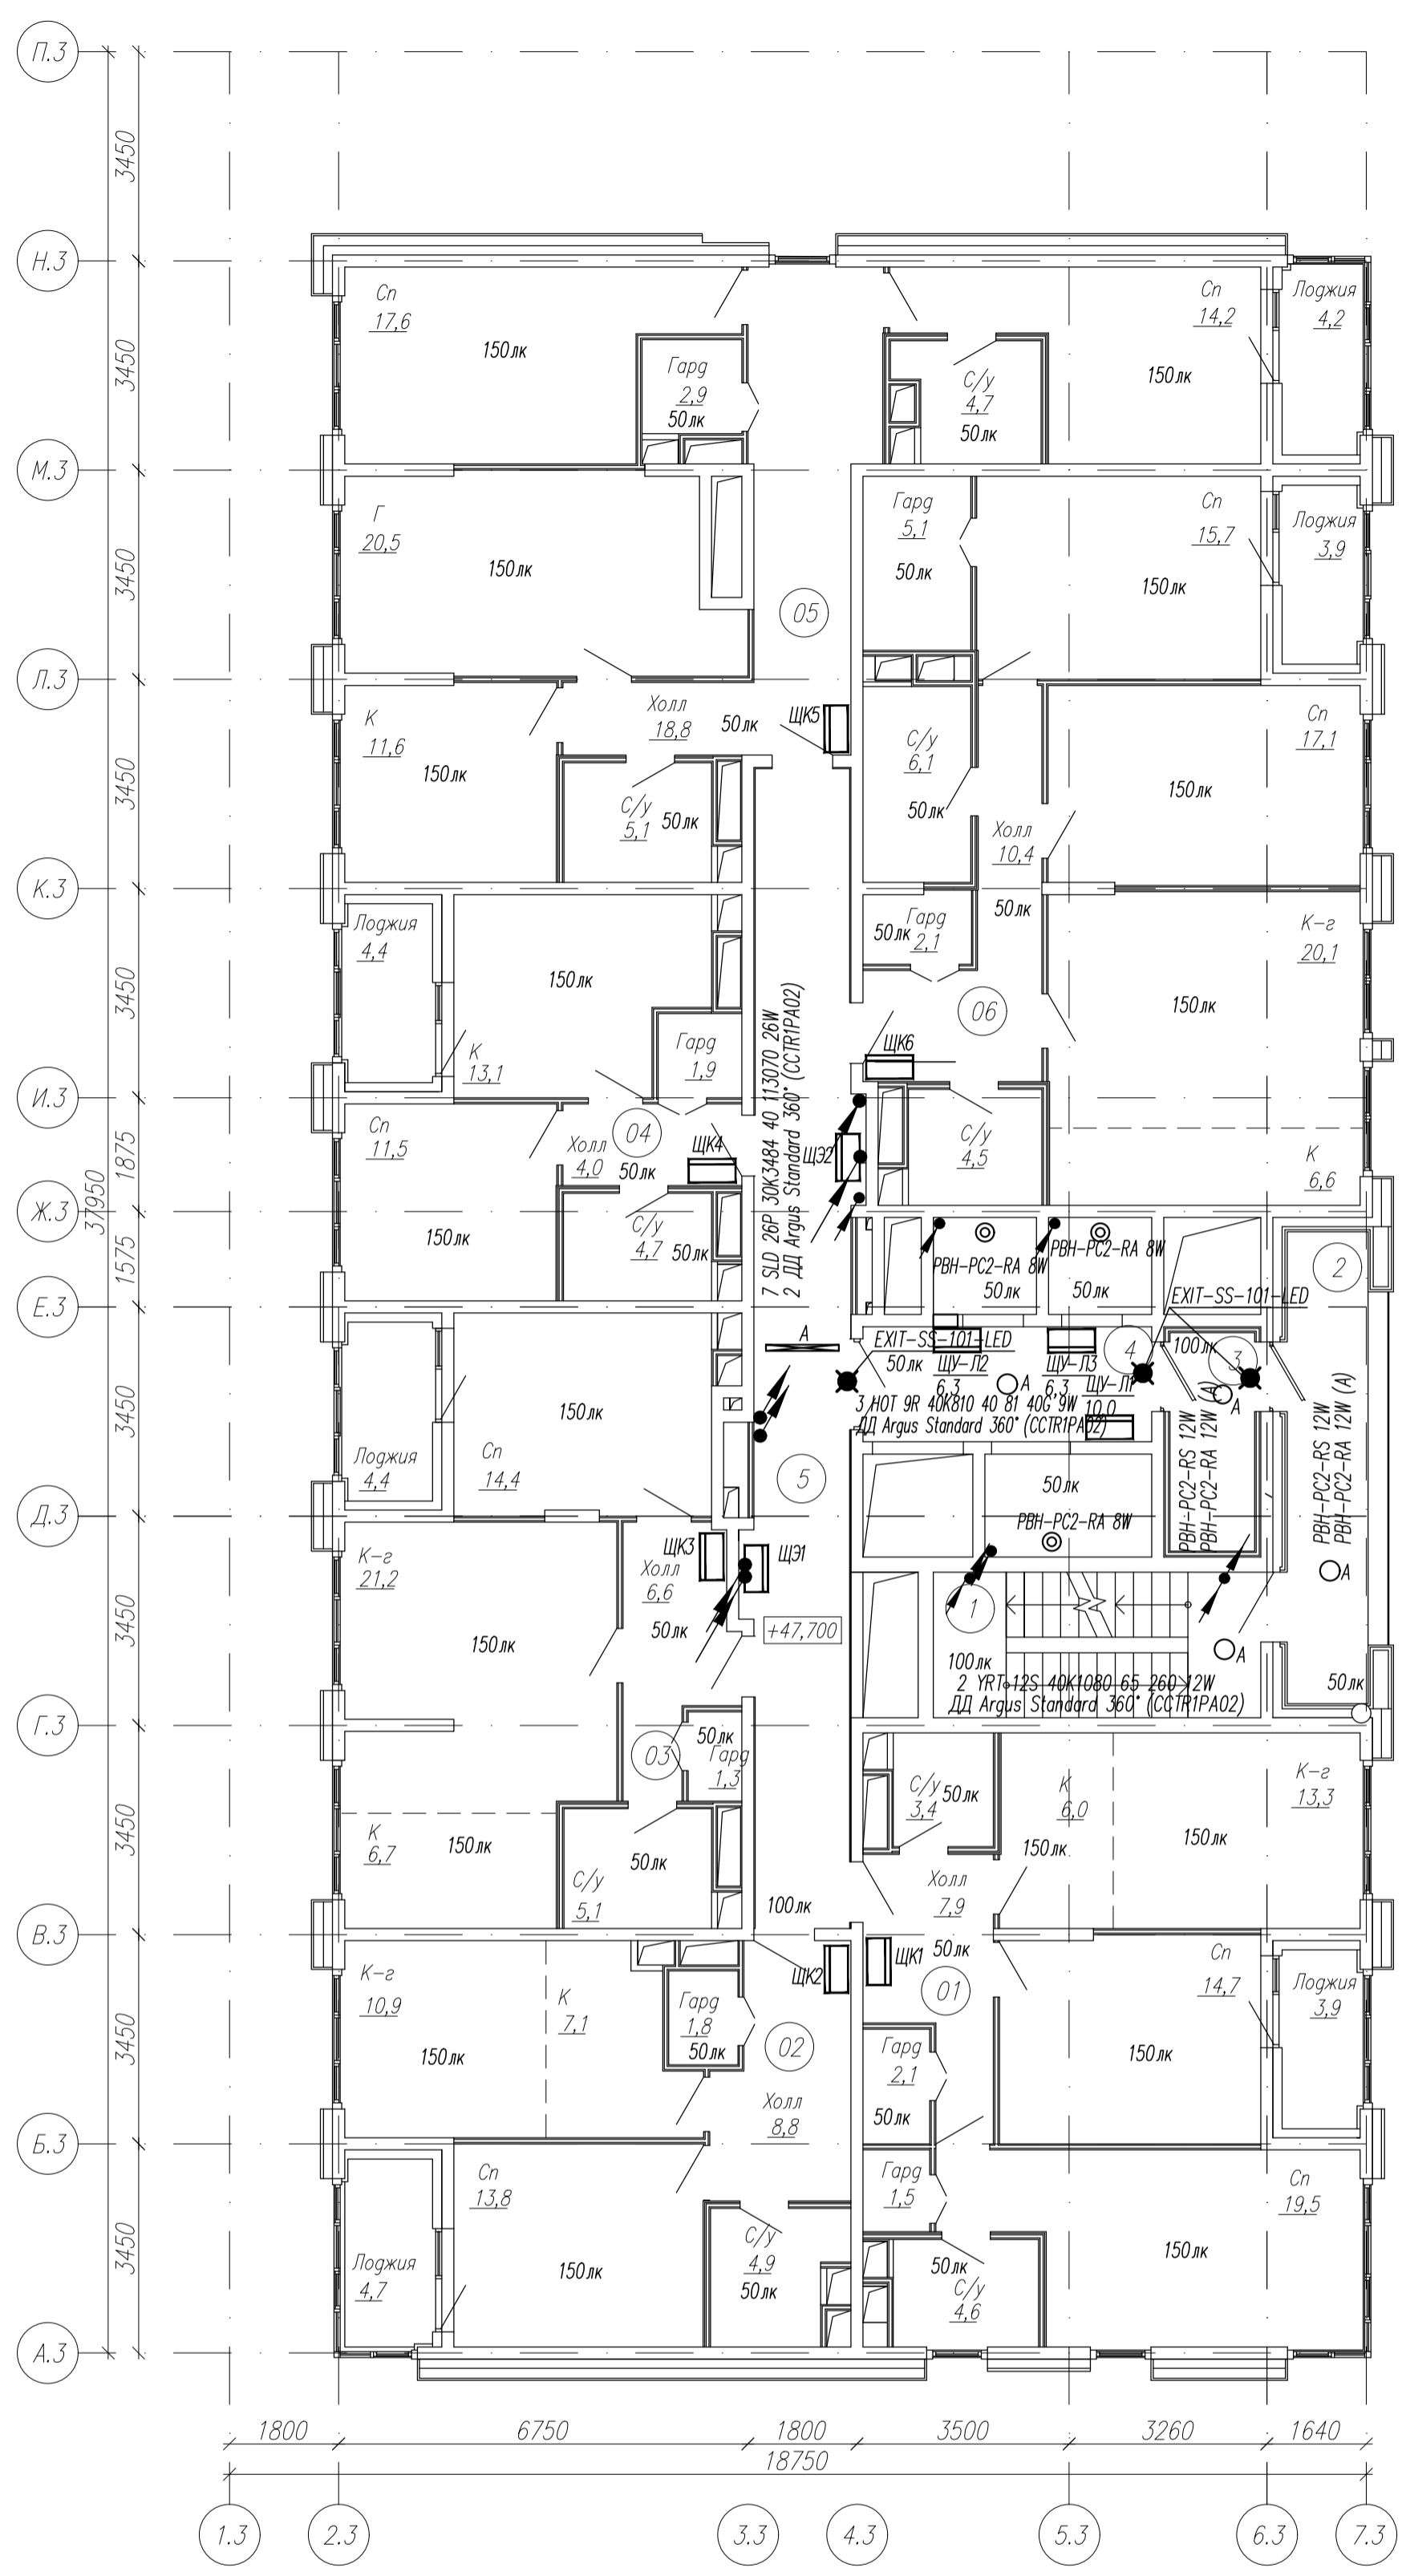 П.3
3450
Н.3
Сп
17,6
150лк
Гард
2,9
50лк
С/у
4,7
50лк
Сп
14,2
150лк
Лоджия
4,2
3450
М.3
Г
20,5
150лк
Гард
5,1
50лк
Сп
15,7
150лк
Лоджия
3,9
3450
05
Л.3
К
11,6
150лк
Холл
18,8
50лк
ЩК5
С/у
5,1
50лк
С/у
6,1
50лк
Холл
10,4
50лк
Сп
17,1
150лк
3450
К.3
Лоджия
4,4
150лк
К
13,1
Гард
1,9
Гард
2,1
50лк
К-г
20,1
150лк
06
ЩК6
3450
7 SLD 26P 30K3484 40 113070 26W
2 ДД Argus Standard 360° (CCTR1PA02)
И.3
Сп
11,5
150лк
Холл
4,0
50лк
04
ЩК4
С/у
4,7
50лк
ЩЭ2
С/у
4,5
К
6,6
1875
37950
Ж.3
1575
PBH-PC2-RA 8W
50лк
PBH-PC2-RA 8W
50лк
2
EXIT-SS-101-LED
Е.3
А
EXIT-SS-101-LED
50лк
ЩУ-Л2
6,3
А
ЩУ-Л3
6,3
4
ЩУ-Л1
10,0
100лк
3
А
3 HOT 9R 40K810 40 81 40G 9W
ДД Argus Standard 360° (CCTR1PA02)
PBH-PC2-RS 12W
PBH-PC2-RA 12W (A)
PBH-PC2-RS 12W
PBH-PC2-RA 12W (A)
Лоджия
4,4
150лк
Сп
14,4
3450
5
50лк
PBH-PC2-RA 8W
А
Д.3
К-г
21,2
150лк
ЩК3
Холл
6,6
50лк
ЩЭ1
+47,700
1
100лк
2 YRT-12S 40K1080 65 260 12W
ДД Argus Standard 360° (CCTR1PA02)
А
50лк
3450
Г.3
03
50лк
Гард
1,3
К
6,7
150лк
С/у
5,1
50лк
100лк
С/у
3,4
50лк
К
6,0
150лк
К-г
13,3
150лк
Холл
7,9
50лк
3450
В.3
К-г
10,9
150лк
К
7,1
Гард
1,8
50лк
ЩК2
ЩК1
01
02
Холл
8,8
Гард
2,1
50лк
Сп
14,7
150лк
Лоджия
3,9
3450
Б.3
Сп
13,8
150лк
Лоджия
4,7
С/у
4,9
50лк
Гард
1,5
50лк
С/у
4,6
Сп
19,5
150лк
3450
А.3
1800
6750
1800
3500
3260
1640
18750
1.3
2.3
3.3
4.3
5.3
6.3
7.3